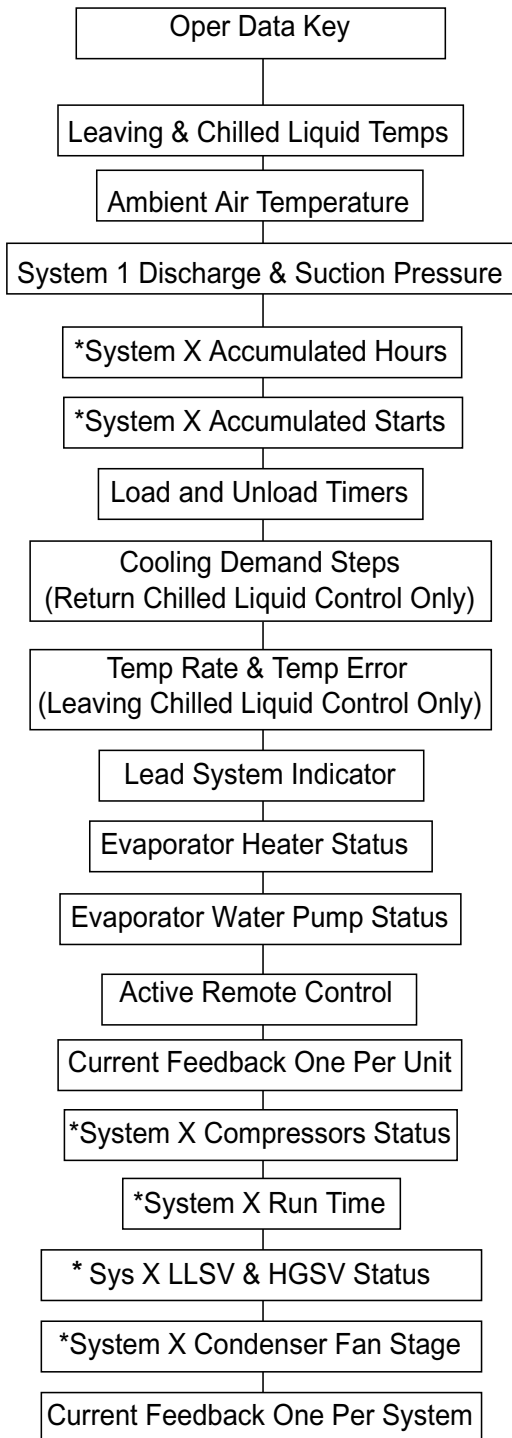 Oper Data Key
Leaving & Chilled Liquid Temps
Ambient Air Temperature
System 1 Discharge & Suction Pressure
*System X Accumulated Hours
*System X Accumulated Starts
Load and Unload Timers
Cooling Demand Steps
(Return Chilled Liquid Control Only)
Temp Rate & Temp Error
(Leaving Chilled Liquid Control Only)
Lead System Indicator
Evaporator Heater Status
Evaporator Water Pump Status
Active Remote Control
Current Feedback One Per Unit
*System X Compressors Status
*System X Run Time
* Sys X LLSV & HGSV Status
*System X Condenser Fan Stage
Current Feedback One Per System